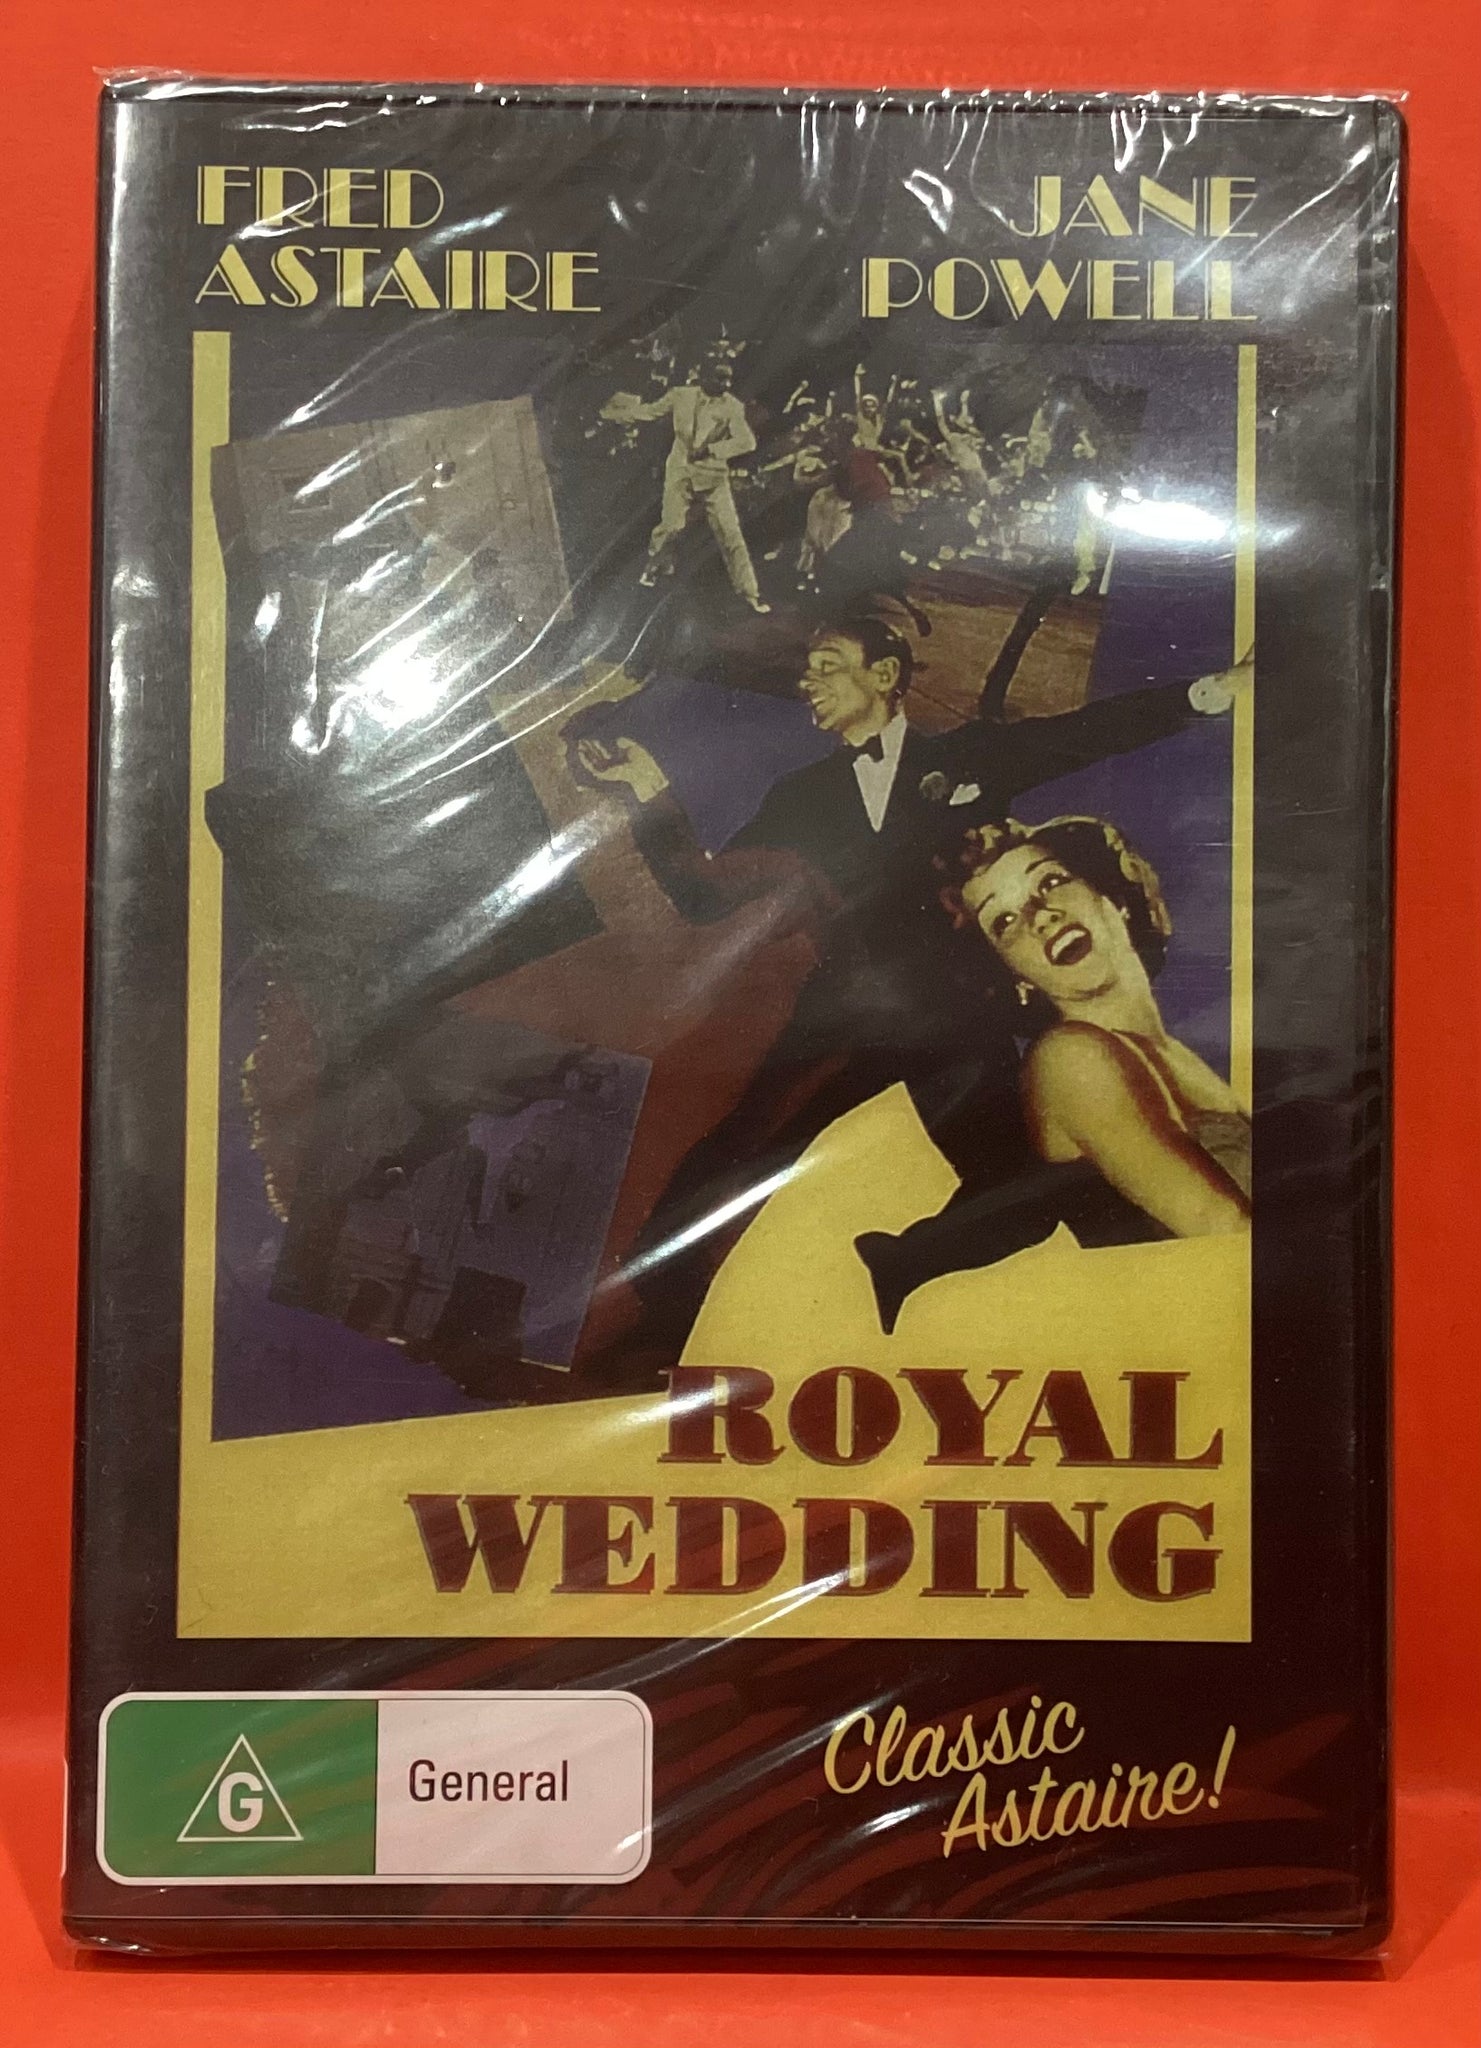 FRED
ASTAIRE
JANE
POWELL
ROYAL
WEDDING
G
General
Classic
Astaire!